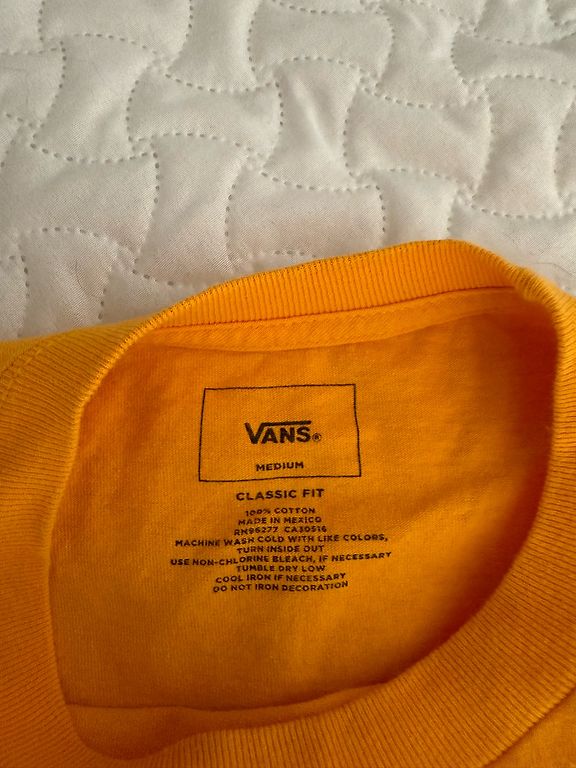 VANS®
MEDIUM
CLASSIC FIT
100% COTTON
MADE IN MEXICO
RN96277 CA30516
MACHINE WASH COLD WITH LIKE COLORS,
TURN INSIDE OUT
USE NON-CHLORINE BLEACH, IF NECESSARY
TUMBLE DRY LOW
COOL IRON IF NECESSARY
DO NOT IRON DECORATION